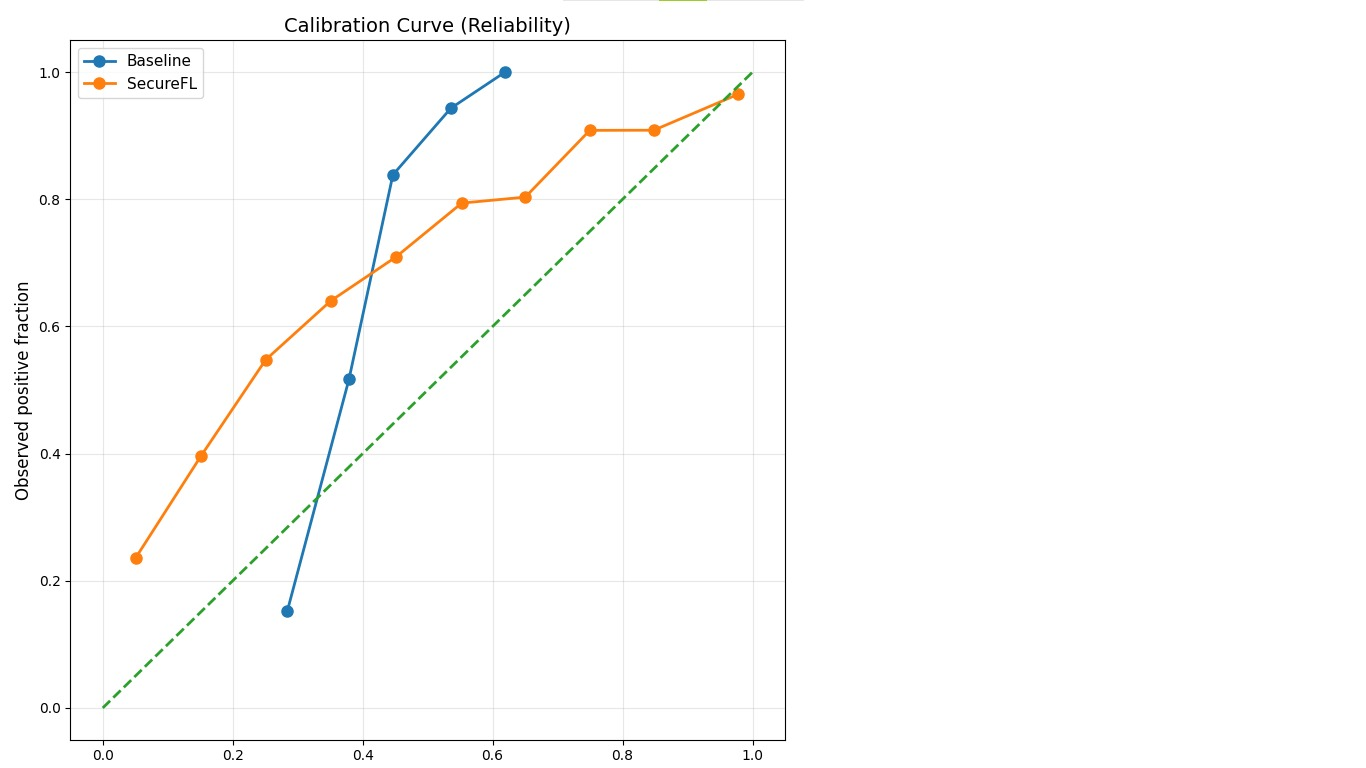 Calibration Curve (Reliability)
Baseline
SecureFL
Observed positive fraction
1.0
0.8
0.6
0.4
0.2
0.0
0.0 0.2 0.4 0.6 0.8 1.0